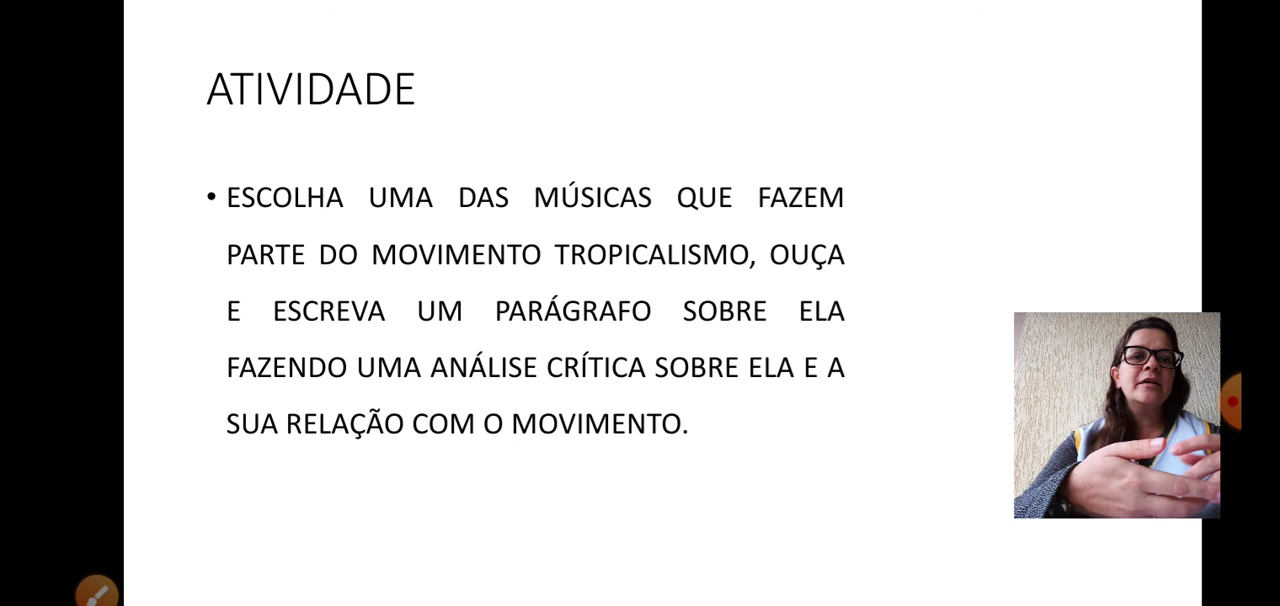 ATIVIDADE
• ESCOLHA UMA DAS MÚSICAS QUE FAZEM
PARTE DO MOVIMENTO TROPICALISMO, OUÇA
E ESCREVA UM PARÁGRAFO SOBRE ELA
FAZENDO UMA ANÁLISE CRÍTICA SOBRE ELA E A
SUA RELAÇÃO COM O MOVIMENTO.